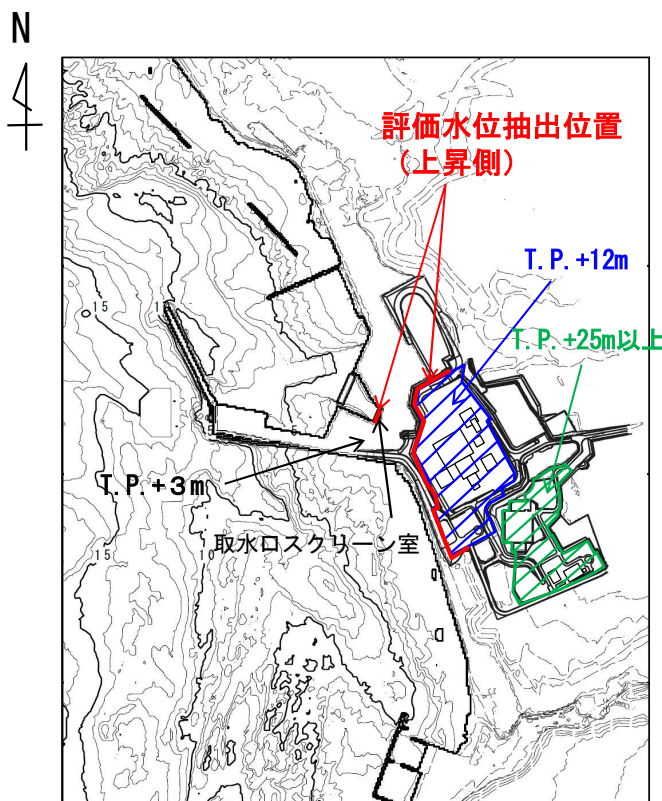 N
評価水位抽出位置
（上昇側）
T.P.+12m
T.P.+25m以上
15
1
T.P.+3m
取水口スクリーン室
15
10